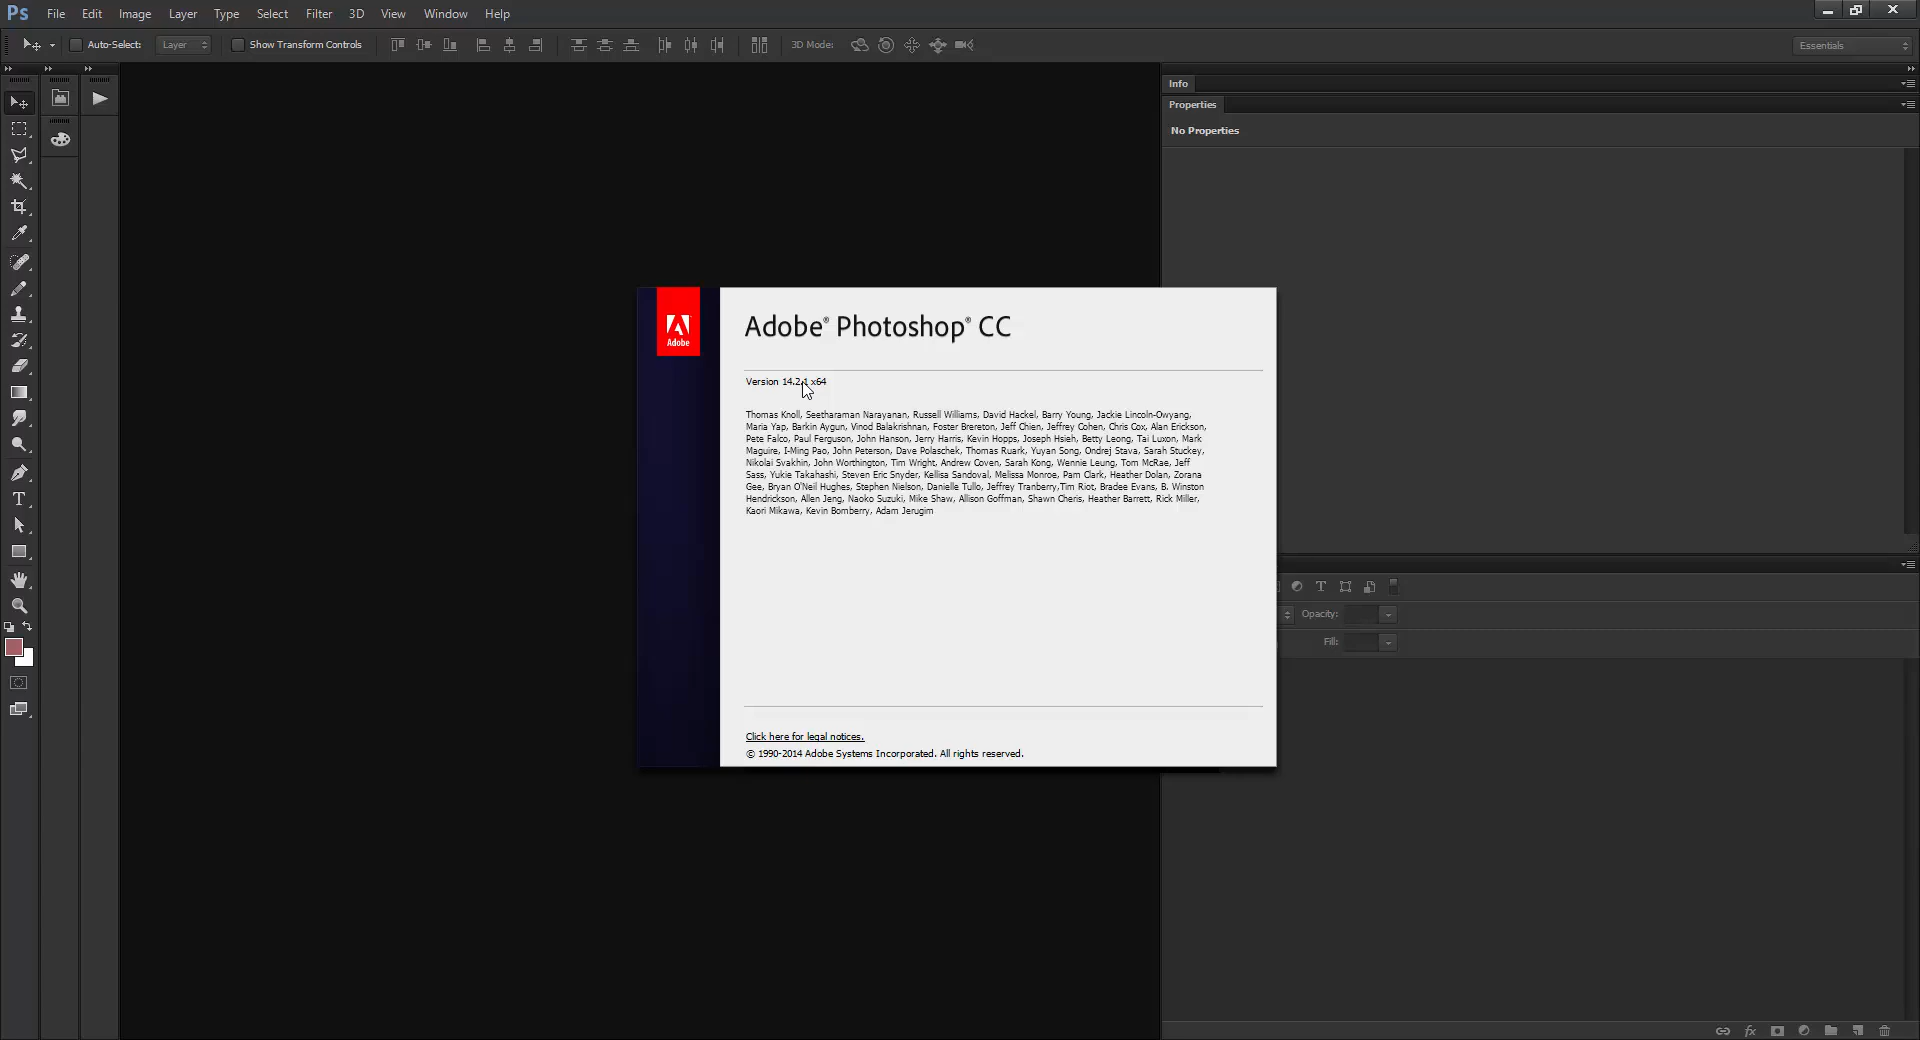 Ps File Edit Image Layer Type Select Filter 3D View Window Help
Auto-Select: Layer Show Transform Controls 3D Mode: Essentials
Info
Properties
No Properties
Adobe
Adobe® Photoshop® CC
Version 14.2.1 x64
Thomas Knoll, Seetharaman Narayanan, Russell Williams, David Hackel, Barry Young, Jackie Lincoln-Owyang,
Maria Yap, Barkin Aygun, Vinod Balakrishnan, Foster Brereton, Jeff Chien, Jeffrey Cohen, Chris Cox, Alan Erickson,
Pete Falco, Paul Ferguson, John Hanson, Jerry Harris, Kevin Hopps, Joseph Hsieh, Betty Leong, Tai Luxon, Mark
Maguire, I-Ming Pao, John Peterson, Dave Polaschek, Thomas Ruark, Yuyan Song, Ondrej Stava, Sarah Stuckey,
Nikolai Svakhin, John Worthington, Tim Wright, Andrew Coven, Sarah Kong, Wennie Leung, Tom McRae, Jeff
Sass, Yukie Takahashi, Steven Eric Snyder, Kellisa Sandoval, Melissa Monroe, Pam Clark, Heather Dolan, Zorana
Gee, Bryan O'Neil Hughes, Stephen Nielson, Danielle Tullo, Jeffrey Tranberry,Tim Riot, Bradee Evans, B. Winston
Hendrickson, Allen Jeng, Naoko Suzuki, Mike Shaw, Allison Goffman, Shawn Cheris, Heather Barrett, Rick Miller,
Kaori Mikawa, Kevin Bomberry, Adam Jerugim
Opacity:
Fill:
Click here for legal notices.
© 1990-2014 Adobe Systems Incorporated. All rights reserved.
fx